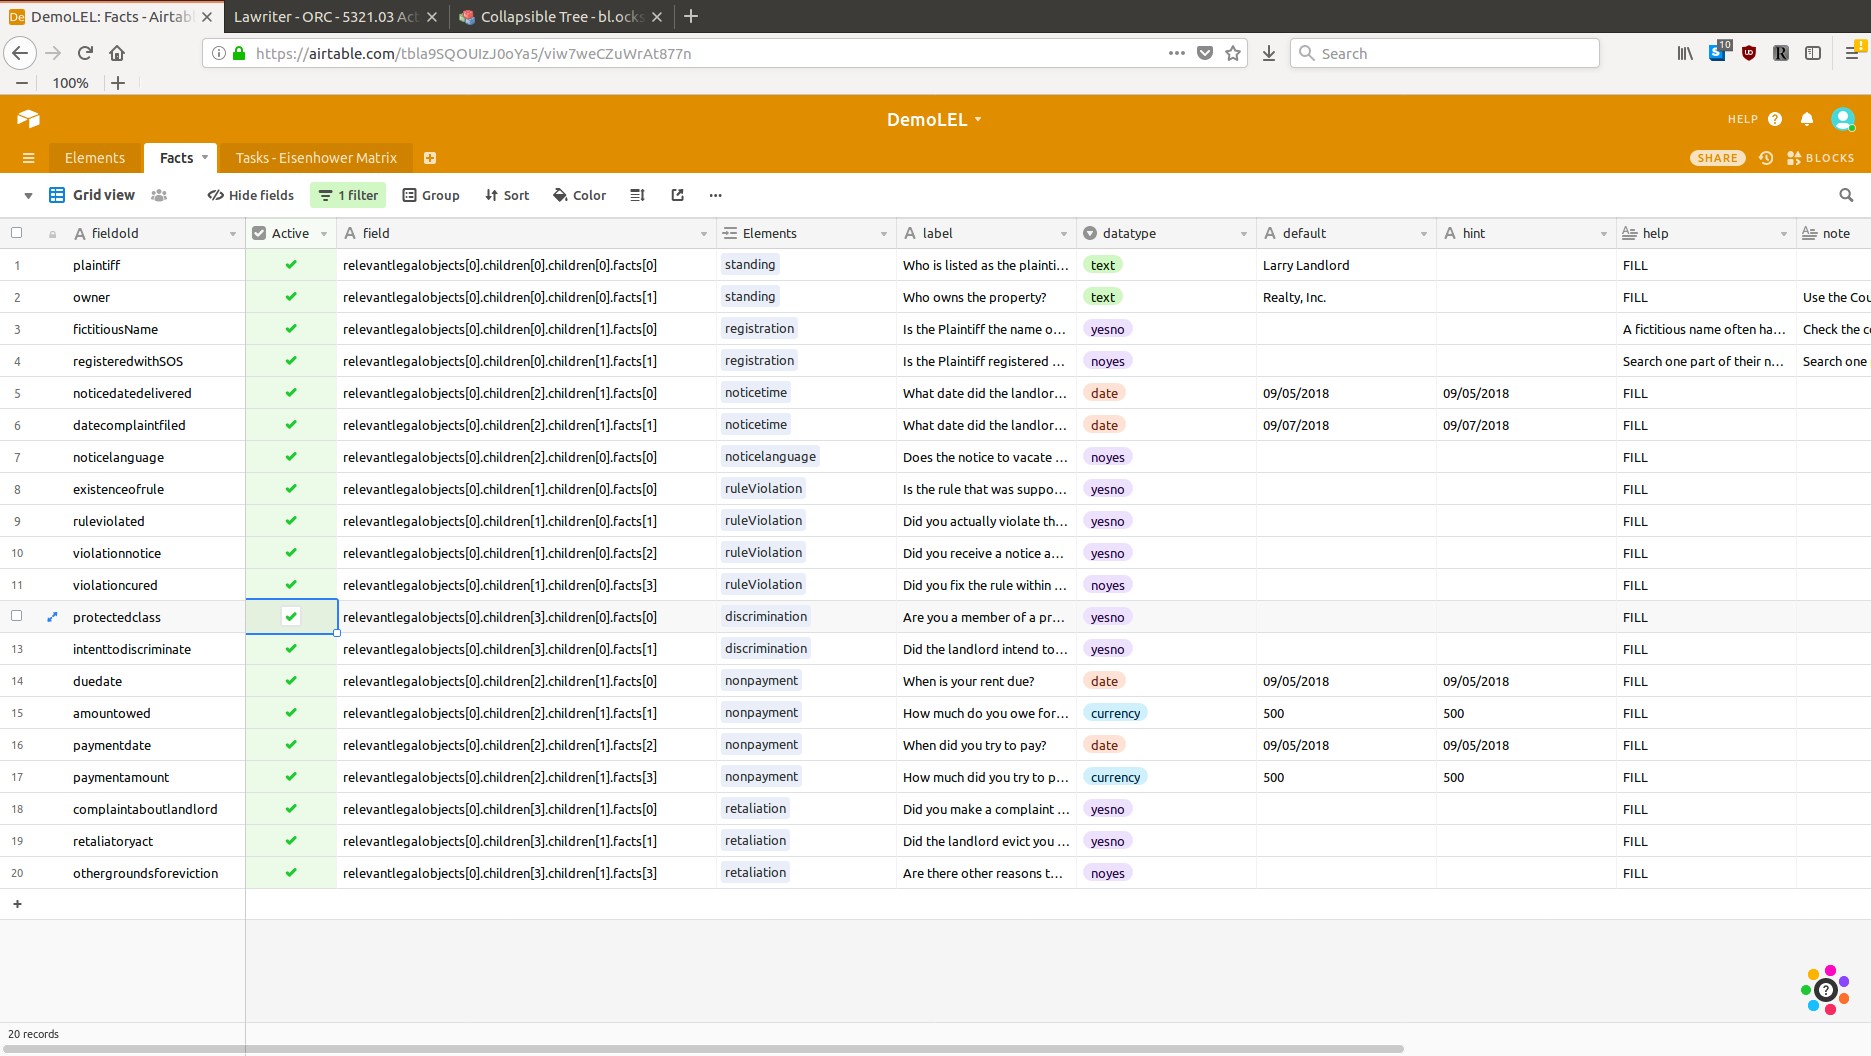 DemoLEL: Facts - Airtabl Lawriter - ORC - 5321.03 Act Collapsible Tree - bl.ocks
https://airtable.com/tbla9SQOUIzJ0oYa5/viw7weCZuWrAt877n Search 10
100%
DemoLEL HELP
Elements Facts Tasks - Eisenhower Matrix SHARE BLOCKS
Grid view Hide fields 1 filter Group Sort Color
fieldold Active field Elements label datatype default hint help note
1 plaintiff relevantlegalobjects[0].children[0].children[0].facts[0] standing Who is listed as the plainti... text Larry Landlord FILL
2 owner relevantlegalobjects[0].children[0].children[0].facts[1] standing Who owns the property? text Realty, Inc. FILL Use the Cou
3 fictitiousName relevantlegalobjects[0].children[0].children[1].facts[0] registration Is the Plaintiff the name o... yesno A fictitious name often ha... Check the c
4 registeredwithSOS relevantlegalobjects[0].children[0].children[1].facts[1] registration Is the Plaintiff registered ... noyes Search one part of their n... Search one
5 noticedatedelivered relevantlegalobjects[0].children[2].children[1].facts[0] noticetime What date did the landlor... date 09/05/2018 09/05/2018 FILL
6 datecomplaintfiled relevantlegalobjects[0].children[2].children[1].facts[1] noticetime What date did the landlor... date 09/07/2018 09/07/2018 FILL
7 noticelanguage relevantlegalobjects[0].children[2].children[0].facts[0] noticelanguage Does the notice to vacate ... noyes FILL
8 existenceofrule relevantlegalobjects[0].children[1].children[0].facts[0] ruleViolation Is the rule that was suppo... yesno FILL
9 ruleviolated relevantlegalobjects[0].children[1].children[0].facts[1] ruleViolation Did you actually violate th... yesno FILL
10 violationnotice relevantlegalobjects[0].children[1].children[0].facts[2] ruleViolation Did you receive a notice a... yesno FILL
11 violationcured relevantlegalobjects[0].children[1].children[0].facts[3] ruleViolation Did you fix the rule within ... noyes FILL
protectedclass relevantlegalobjects[0].children[3].children[0].facts[0] discrimination Are you a member of a pr... yesno FILL
13 intenttodiscriminate relevantlegalobjects[0].children[3].children[0].facts[1] discrimination Did the landlord intend to... yesno FILL
14 duedate relevantlegalobjects[0].children[2].children[1].facts[0] nonpayment When is your rent due? date 09/05/2018 09/05/2018 FILL
15 amountowed relevantlegalobjects[0].children[2].children[1].facts[1] nonpayment How much do you owe for... currency 500 500 FILL
16 paymentdate relevantlegalobjects[0].children[2].children[1].facts[2] nonpayment When did you try to pay? date 09/05/2018 09/05/2018 FILL
17 paymentamount relevantlegalobjects[0].children[2].children[1].facts[3] nonpayment How much did you try to p... currency 500 500 FILL
18 complaintaboutlandlord relevantlegalobjects[0].children[3].children[1].facts[0] retaliation Did you make a complaint ... yesno FILL
19 retaliatoryact relevantlegalobjects[0].children[3].children[1].facts[1] retaliation Did the landlord evict you ... yesno FILL
20 othergroundsforeviction relevantlegalobjects[0].children[3].children[1].facts[3] retaliation Are there other reasons t... noyes FILL
+
20 records